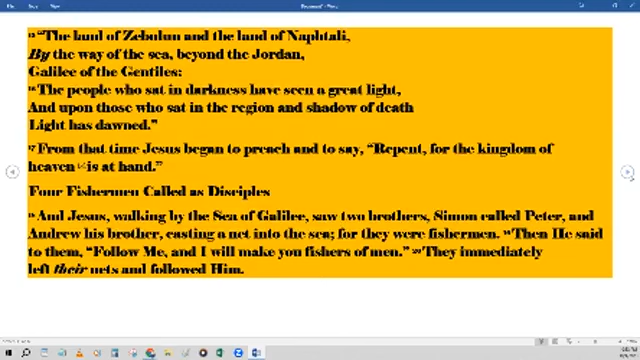 15 "The land of Zebulun and the land of Naphtali,
By the way of the sea, beyond the Jordan,
Galilee of the Gentiles:
16 The people who sat in darkness have seen a great light,
And upon those who sat in the region and shadow of death
Light has dawned."
17 From that time Jesus began to preach and to say, "Repent, for the kingdom of
heaven is at hand."
Four Fishermen Called as Disciples
18 And Jesus, walking by the Sea of Galilee, saw two brothers, Simon called Peter, and
Andrew his brother, casting a net into the sea; for they were fishermen. 19 Then He said
to them, "Follow Me, and I will make you fishers of men." 20 They immediately
left their nets and followed Him.